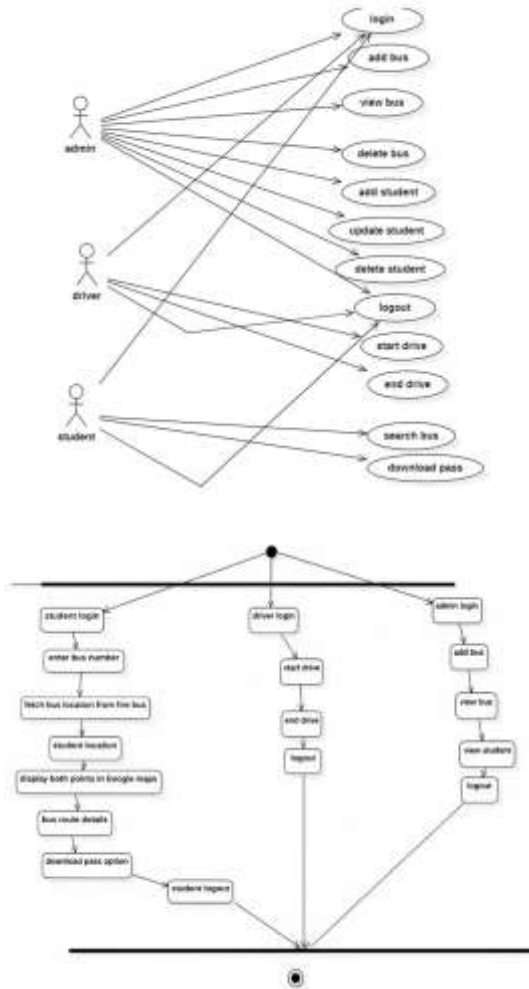 login
add bus
view bus
admin
delete bus
add student
update student
delete student
driver
logout
start drive
end drive
student
search bus
download pass
student login
driver login
admin login
enter bus number
start drive
add bus
fetch bus location from fire bus
end drive
view bus
student location
logout
view student
display both points in Google maps
logout
bus route details
download pass option
student logout